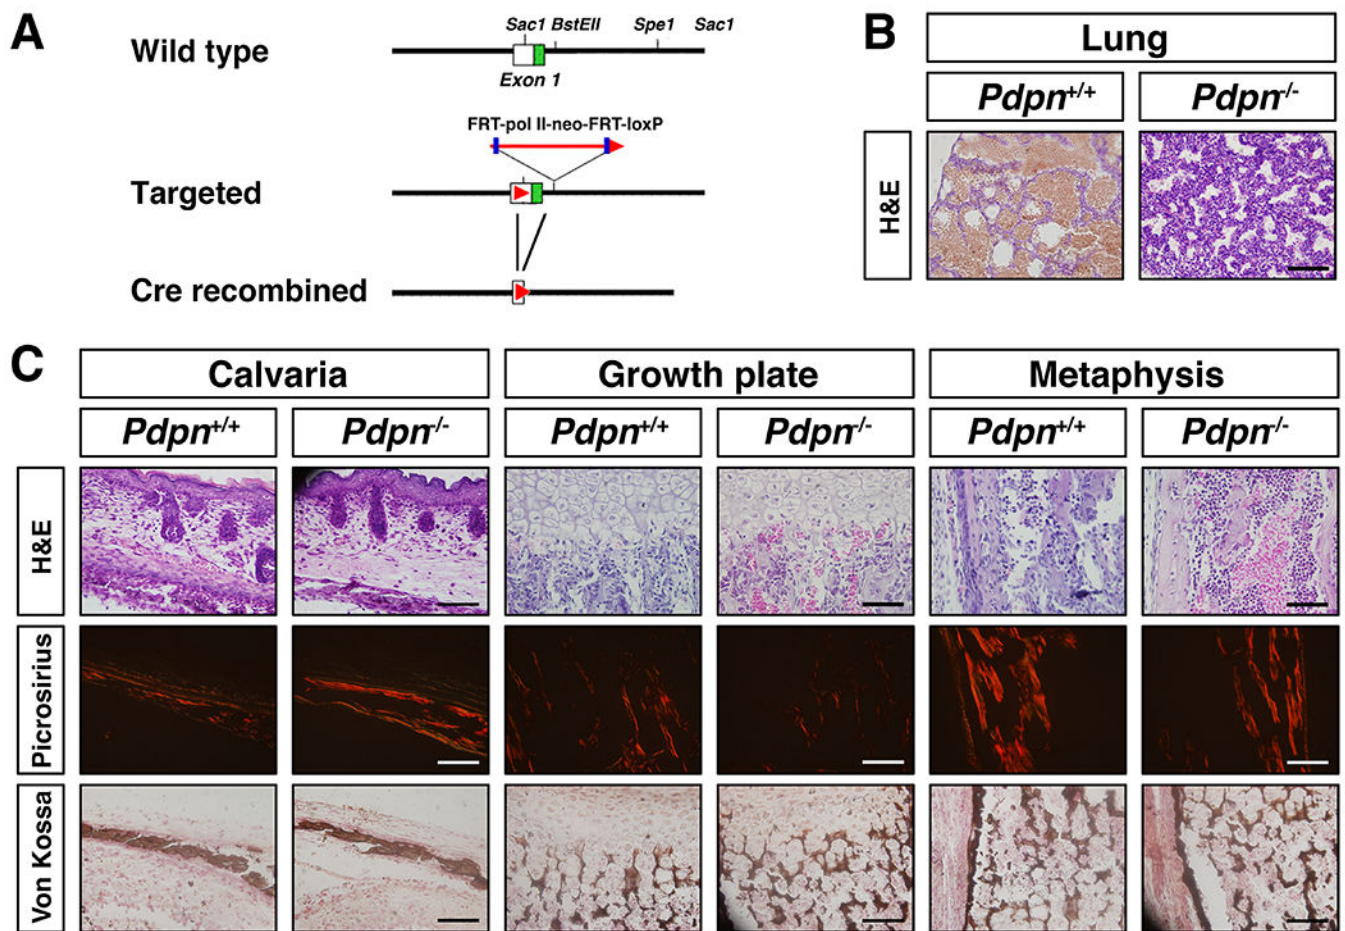 A
Sac1 BstEII Spe1 Sac1
Wild type
Exon 1
FRT-pol II-neo-FRT-loxP
Targeted
Cre recombined
B
Lung
Pdpn+/+ Pdpn-/-
H&E
C
Calvaria Growth plate Metaphysis
Pdpn+/+ Pdpn-/- Pdpn+/+ Pdpn-/- Pdpn+/+ Pdpn-/-
H&E
Picrosirius
Von Kossa